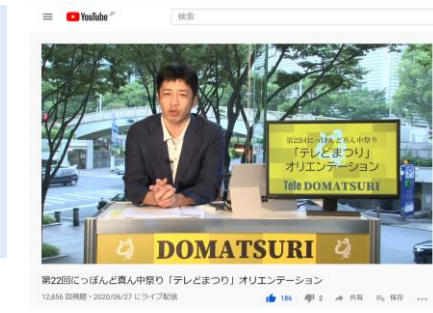 YouTube JP
検索
第22回にっぽんど真ん中祭り
「テレどまつり」
オリエンテーション
Tele DOMATSURI
DOMATSURI
第22回にっぽんど真ん中祭り「テレどまつり」オリエンテーション
12,856 回視聴・2020/06/27 にライブ配信
186 2 共有 保存 …